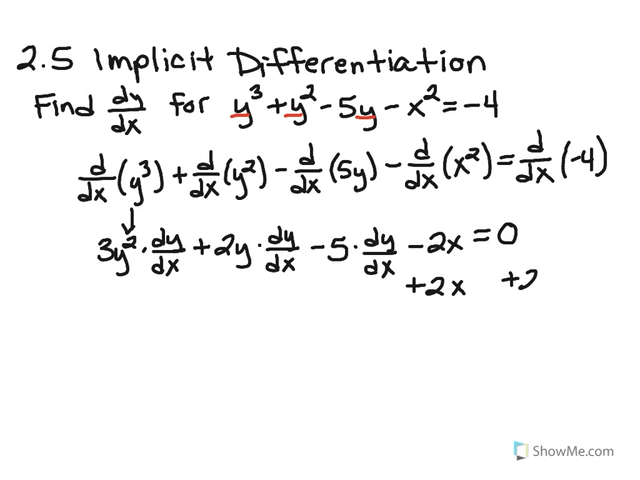 2.5 Implicit Differentiation
Find dy/dx for y³ + y² - 5y - x² = -4
d/dx (y³) + d/dx (y²) - d/dx (5y) - d/dx (x²) = d/dx (-4)
3y² · dy/dx + 2y · dy/dx - 5 · dy/dx - 2x = 0
+2x +2
ShowMe.com